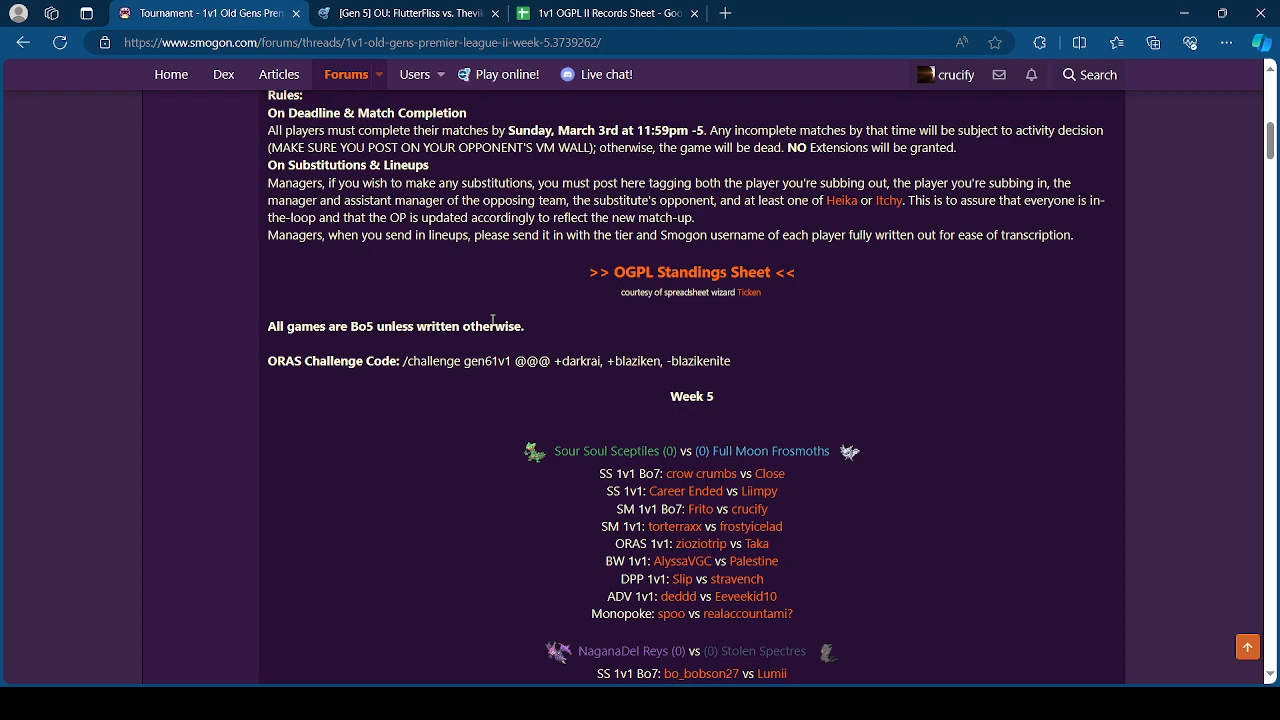 Tournament - 1v1 Old Gens Prem
[Gen 5] OU: FlutterFliss vs. Thevik
1v1 OGPL II Records Sheet - Goo
https://www.smogon.com/forums/threads/1v1-old-gens-premier-league-ii-week-5.3739262/
Home Dex Articles Forums Users Play online! Live chat! crucify Search
Rules:
On Deadline & Match Completion
All players must complete their matches by Sunday, March 3rd at 11:59pm -5. Any incomplete matches by that time will be subject to activity decision
(MAKE SURE YOU POST ON YOUR OPPONENT'S VM WALL); otherwise, the game will be dead. NO Extensions will be granted.
On Substitutions & Lineups
Managers, if you wish to make any substitutions, you must post here tagging both the player you're subbing out, the player you're subbing in, the
manager and assistant manager of the opposing team, the substitute's opponent, and at least one of Heika or Itchy. This is to assure that everyone is in-
the-loop and that the OP is updated accordingly to reflect the new match-up.
Managers, when you send in lineups, please send it in with the tier and Smogon username of each player fully written out for ease of transcription.
>> OGPL Standings Sheet <<
courtesy of spreadsheet wizard Ticken
All games are Bo5 unless written otherwise.
ORAS Challenge Code: /challenge gen61v1 @@@ +darkrai, +blaziken, -blazikenite
Week 5
Sour Soul Sceptiles (0) vs (0) Full Moon Frosmoths
SS 1v1 Bo7: crow crumbs vs Close
SS 1v1: Career Ended vs Liimpy
SM 1v1 Bo7: Frito vs crucify
SM 1v1: torterraxx vs frostyicelad
ORAS 1v1: zioziotrip vs Taka
BW 1v1: AlyssaVGC vs Palestine
DPP 1v1: Slip vs stravench
ADV 1v1: deddd vs Eeveekid10
Monopoke: spoo vs realaccountami?
NaganaDel Reys (0) vs (0) Stolen Spectres
SS 1v1 Bo7: bo_bobson27 vs Lumii